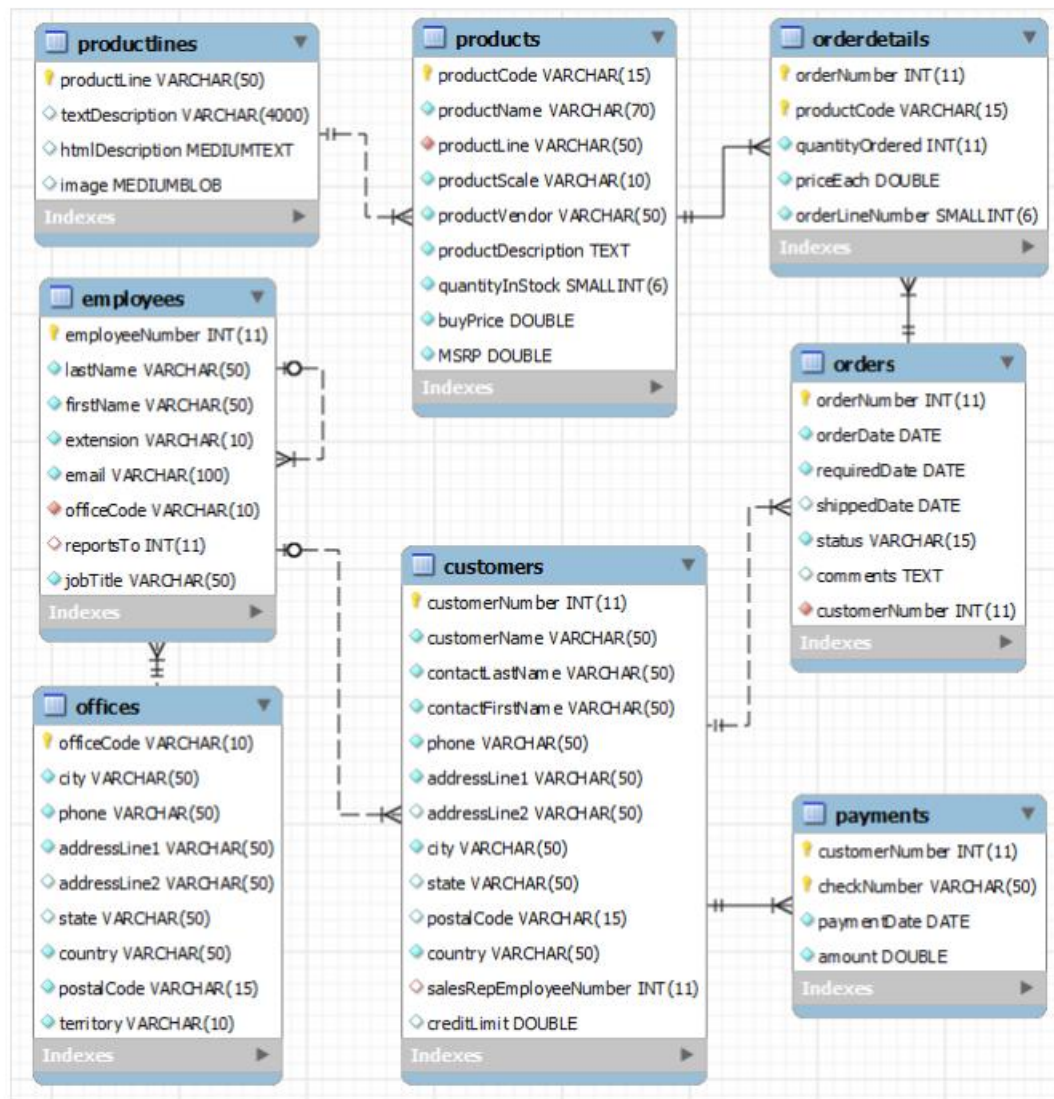 productlines
productLine VARCHAR(50)
textDescription VARCHAR(4000)
htmlDescription MEDIUMTEXT
image MEDIUMBLOB
Indexes
products
productCode VARCHAR(15)
productName VARCHAR(70)
productLine VARCHAR(50)
productScale VARCHAR(10)
productVendor VARCHAR(50)
productDescription TEXT
quantityInStock SMALLINT(6)
buyPrice DOUBLE
MSRP DOUBLE
Indexes
orderdetails
orderNumber INT(11)
productCode VARCHAR(15)
quantityOrdered INT(11)
priceEach DOUBLE
orderLineNumber SMALLINT(6)
Indexes
employees
employeeNumber INT(11)
lastName VARCHAR(50)
firstName VARCHAR(50)
extension VARCHAR(10)
email VARCHAR(100)
officeCode VARCHAR(10)
reportsTo INT(11)
jobTitle VARCHAR(50)
Indexes
orders
orderNumber INT(11)
orderDate DATE
requiredDate DATE
shippedDate DATE
status VARCHAR(15)
comments TEXT
customerNumber INT(11)
Indexes
customers
customerNumber INT(11)
customerName VARCHAR(50)
contactLastName VARCHAR(50)
contactFirstName VARCHAR(50)
phone VARCHAR(50)
addressLine1 VARCHAR(50)
addressLine2 VARCHAR(50)
city VARCHAR(50)
state VARCHAR(50)
postalCode VARCHAR(15)
country VARCHAR(50)
salesRepEmployeeNumber INT(11)
creditLimit DOUBLE
Indexes
offices
officeCode VARCHAR(10)
city VARCHAR(50)
phone VARCHAR(50)
addressLine1 VARCHAR(50)
addressLine2 VARCHAR(50)
state VARCHAR(50)
country VARCHAR(50)
postalCode VARCHAR(15)
territory VARCHAR(10)
Indexes
payments
customerNumber INT(11)
checkNumber VARCHAR(50)
paymentDate DATE
amount DOUBLE
Indexes